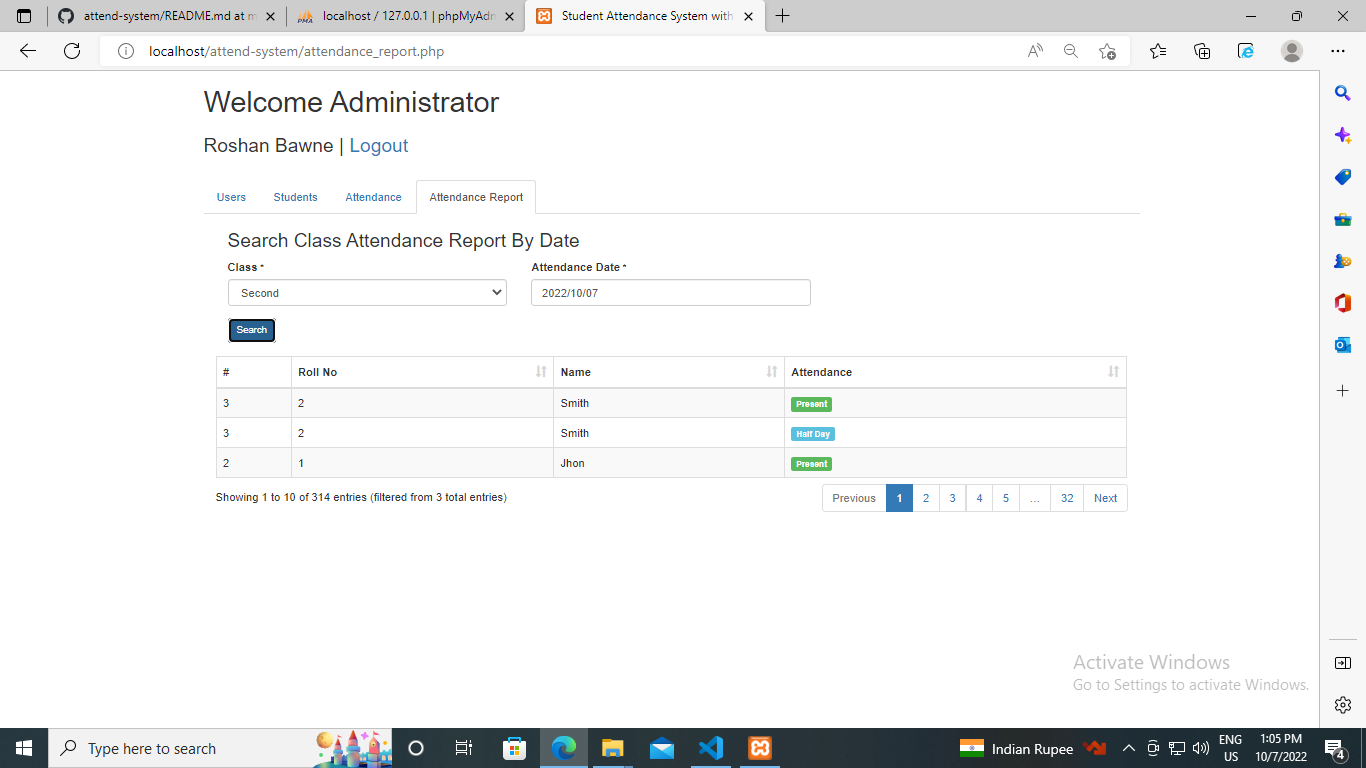 attend-system/README.md at m
localhost / 127.0.0.1 | phpMyAdn
Student Attendance System with
localhost/attend-system/attendance_report.php
Welcome Administrator
Roshan Bawne | Logout
Users Students Attendance Attendance Report
Search Class Attendance Report By Date
Class * Attendance Date *
Second 2022/10/07
Search
# Roll No Name Attendance
3 2 Smith Present
3 2 Smith Half Day
2 1 Jhon Present
Showing 1 to 10 of 314 entries (filtered from 3 total entries) Previous 1 2 3 4 5 … 32 Next
Activate Windows
Go to Settings to activate Windows.
Type here to search
Indian Rupee
ENG
US
1:05 PM
10/7/2022
4